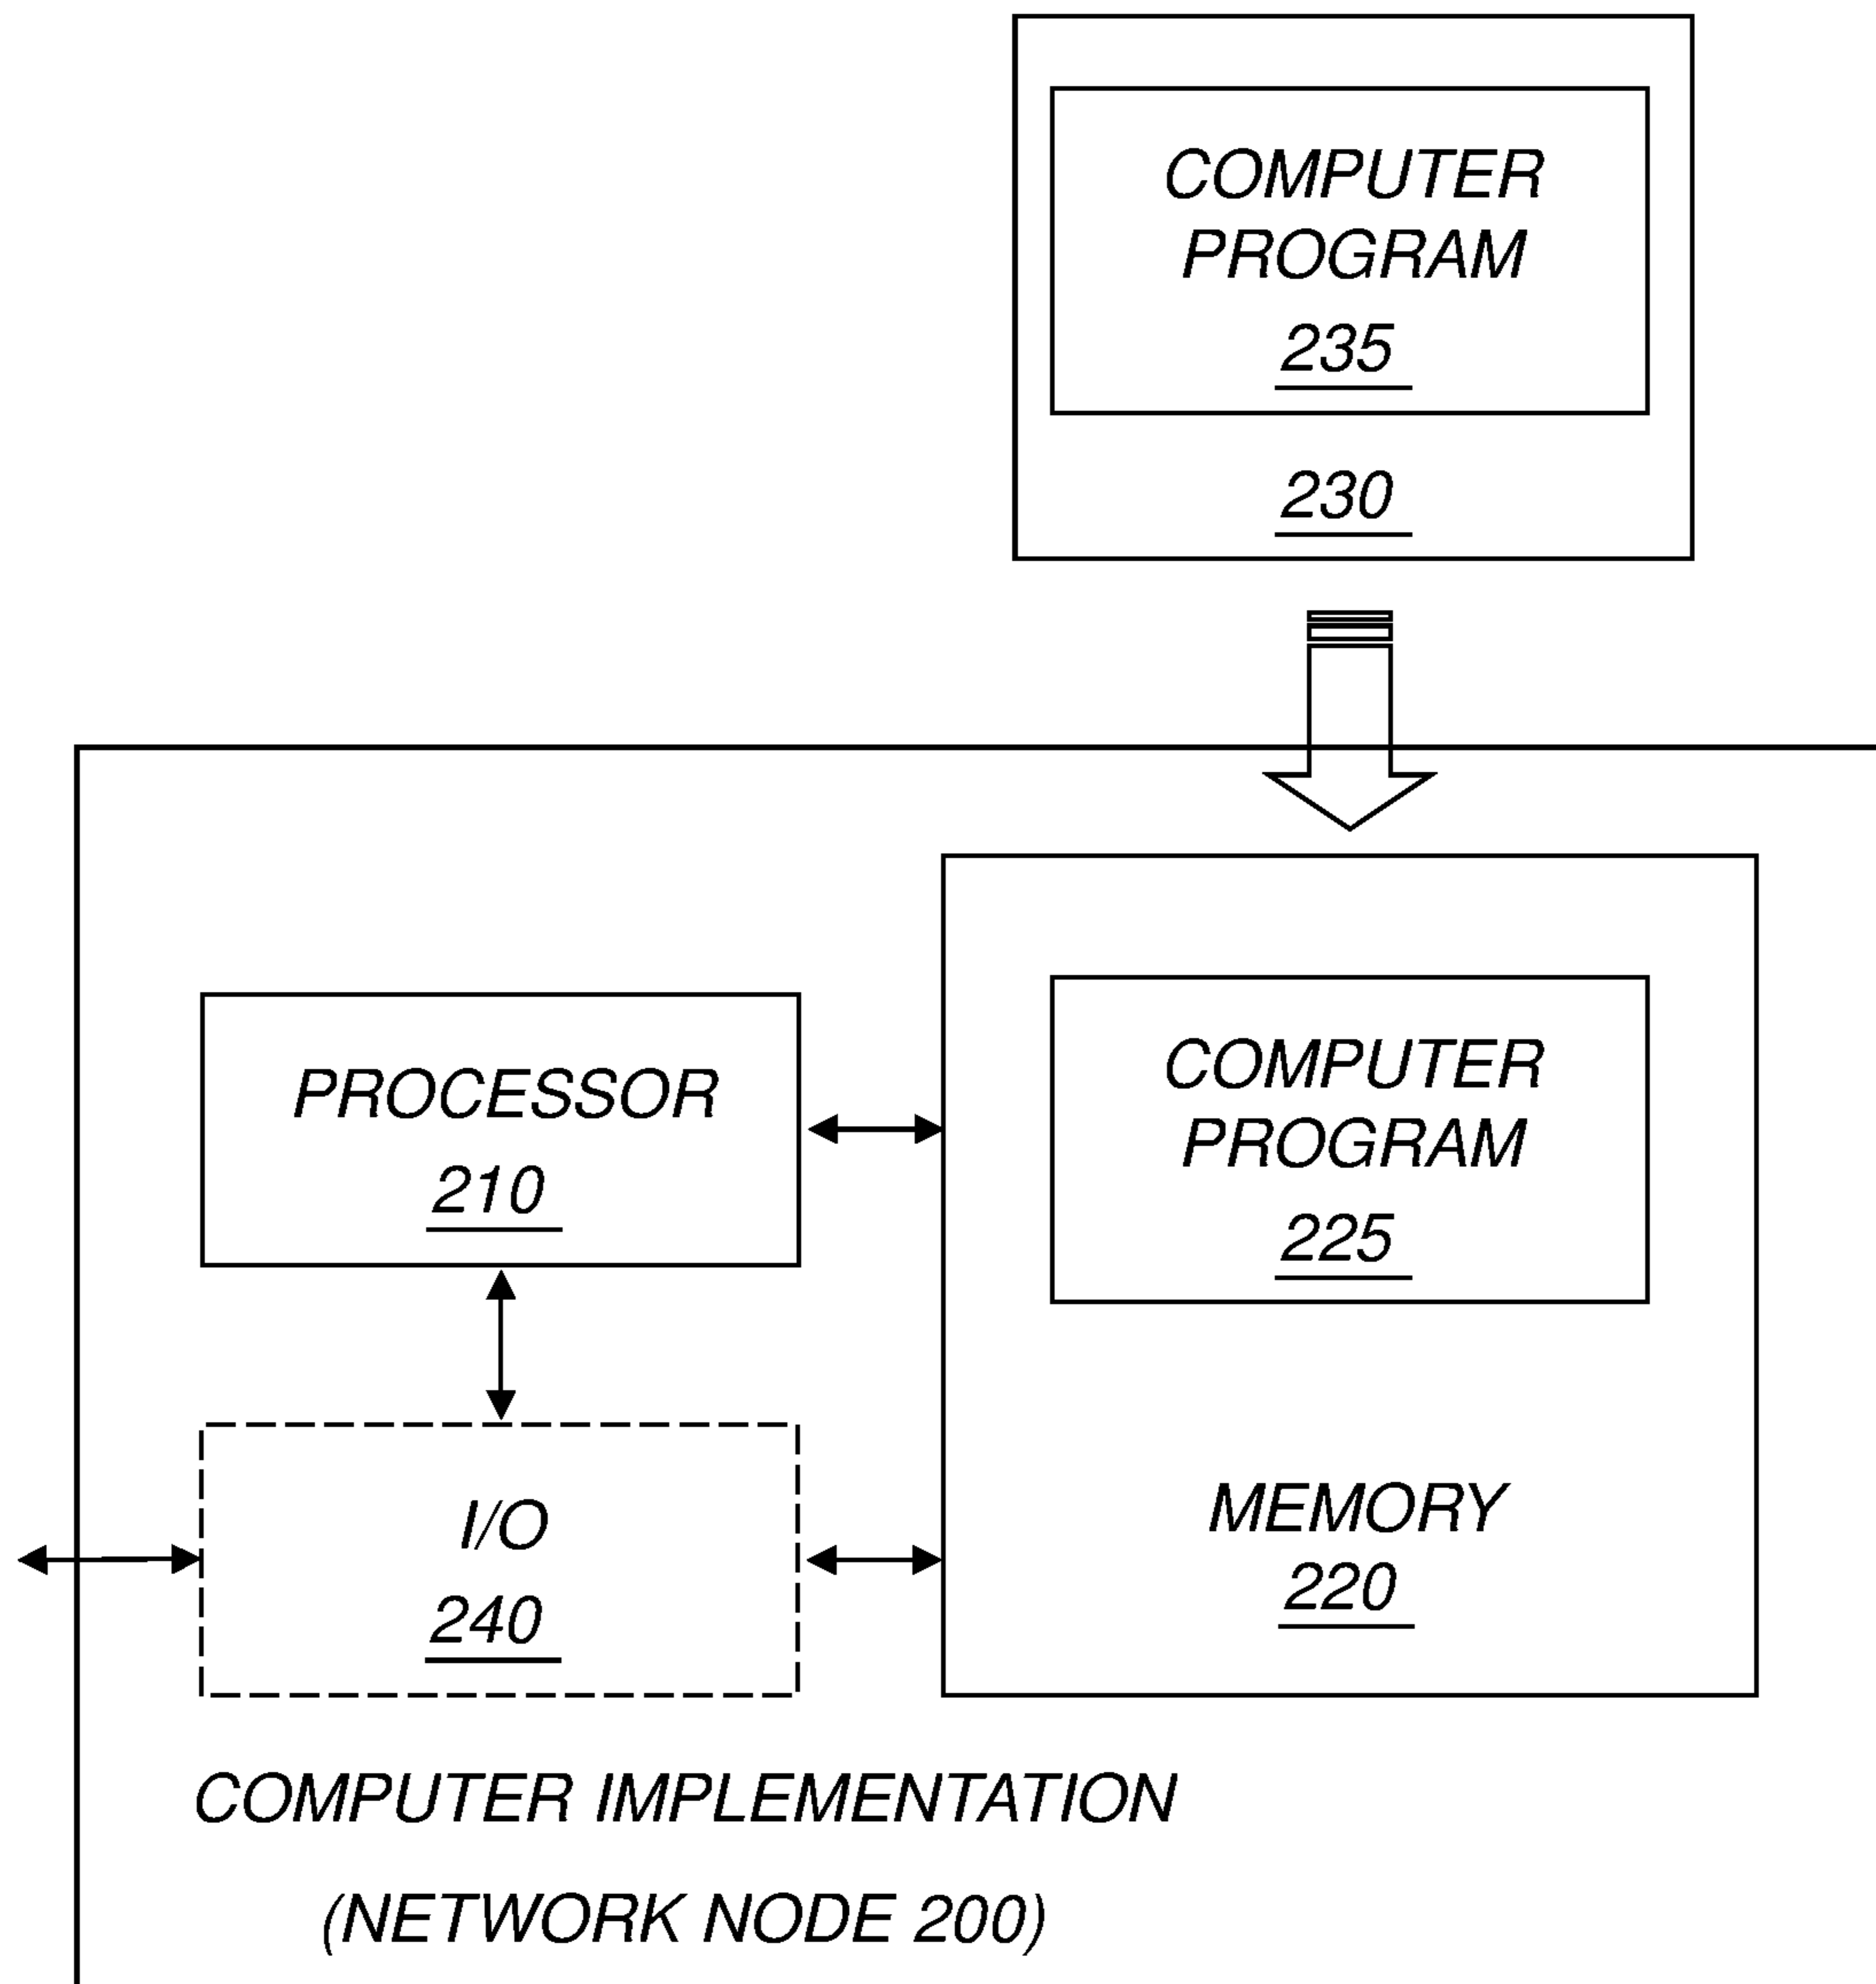 COMPUTER
PROGRAM
235
230
PROCESSOR
210
COMPUTER
PROGRAM
225
I/O
240
MEMORY
220
COMPUTER IMPLEMENTATION
(NETWORK NODE 200)